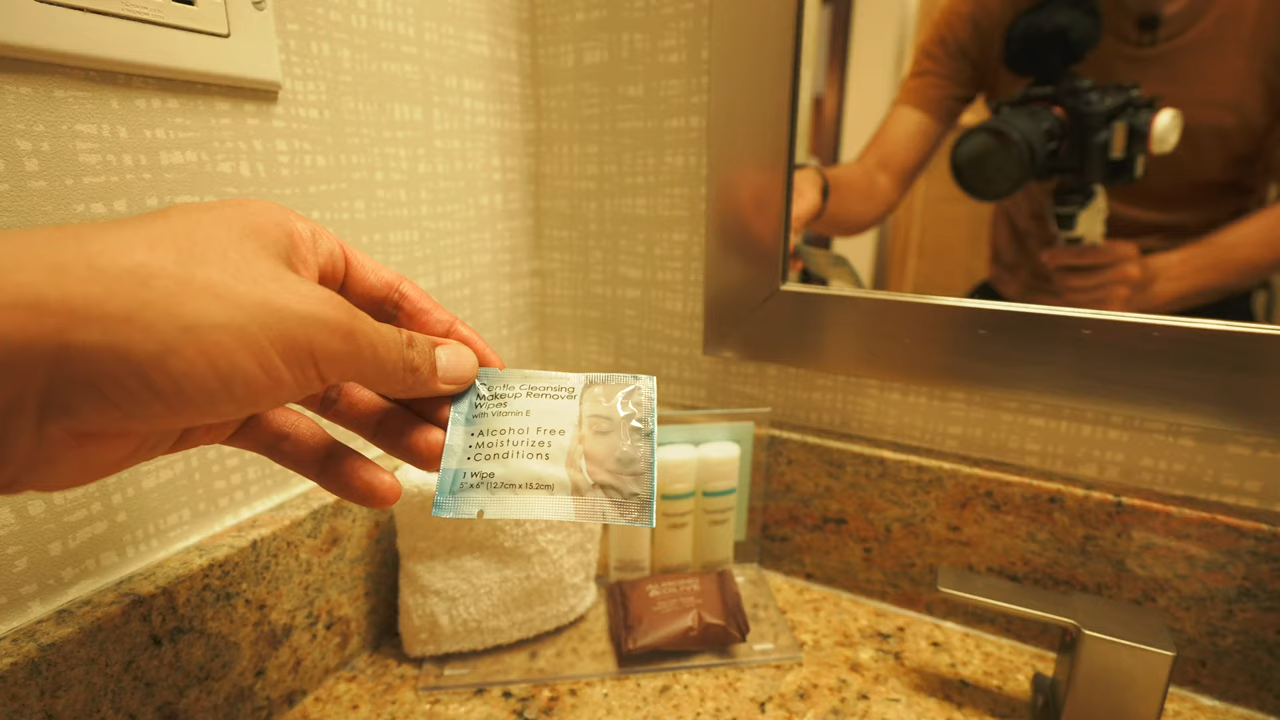 Gentle Cleansing
Makeup Remover
Wipes
with Vitamin E
•Alcohol Free
•Moisturizes
•Conditions
1 Wipe
5" x 6" (12.7cm x 15.2cm)